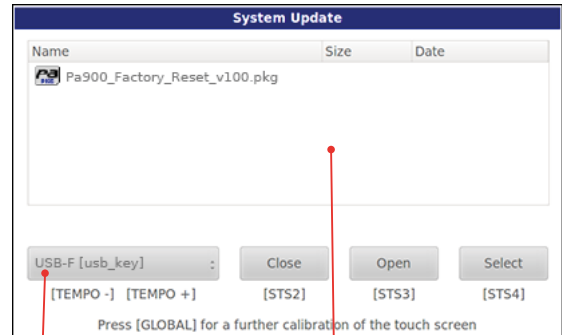 System Update
Name Size Date
Pa900_Factory_Reset_v100.pkg
USB-F [usb_key] : Close Open Select
[TEMPO -] [TEMPO +] [STS2] [STS3] [STS4]
Press [GLOBAL] for a further calibration of the touch screen